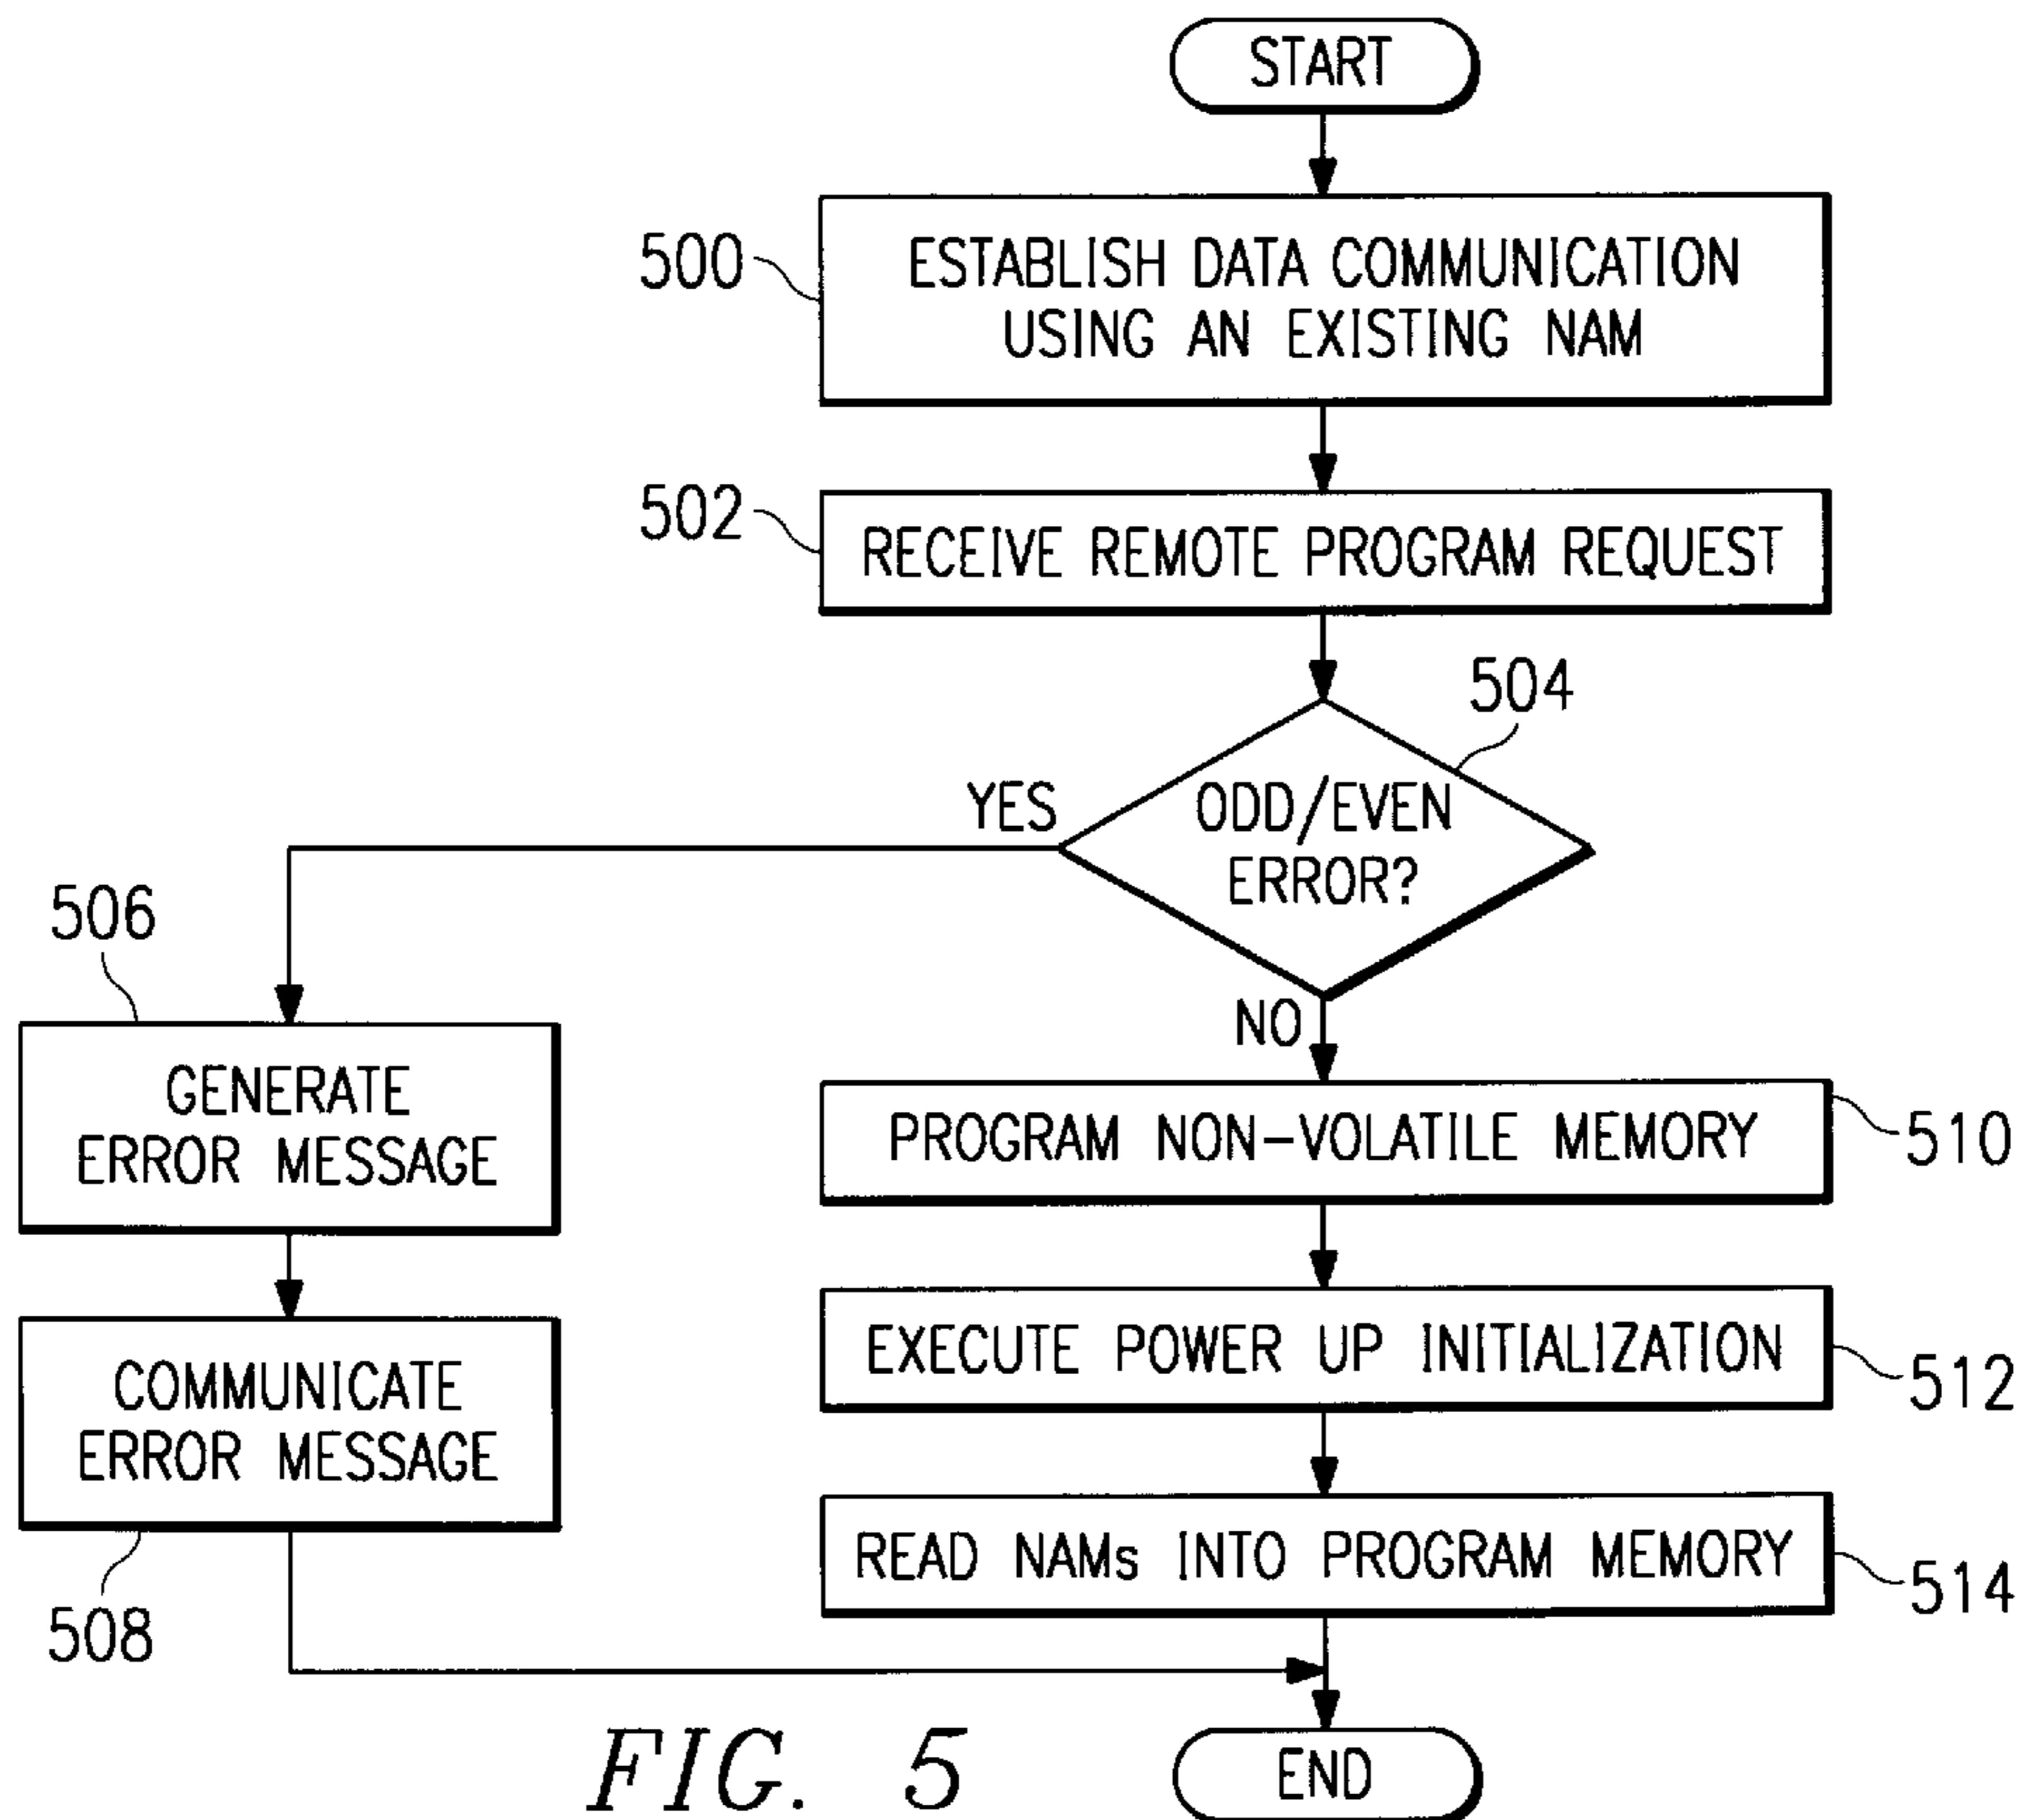 START
500
ESTABLISH DATA COMMUNICATION
USING AN EXISTING NAM
502
RECEIVE REMOTE PROGRAM REQUEST
504
YES
ODD/EVEN
ERROR?
506
NO
GENERATE
ERROR MESSAGE
PROGRAM NON-VOLATILE MEMORY
510
COMMUNICATE
ERROR MESSAGE
EXECUTE POWER UP INITIALIZATION
512
508
READ NAMs INTO PROGRAM MEMORY
514
FIG. 5
END